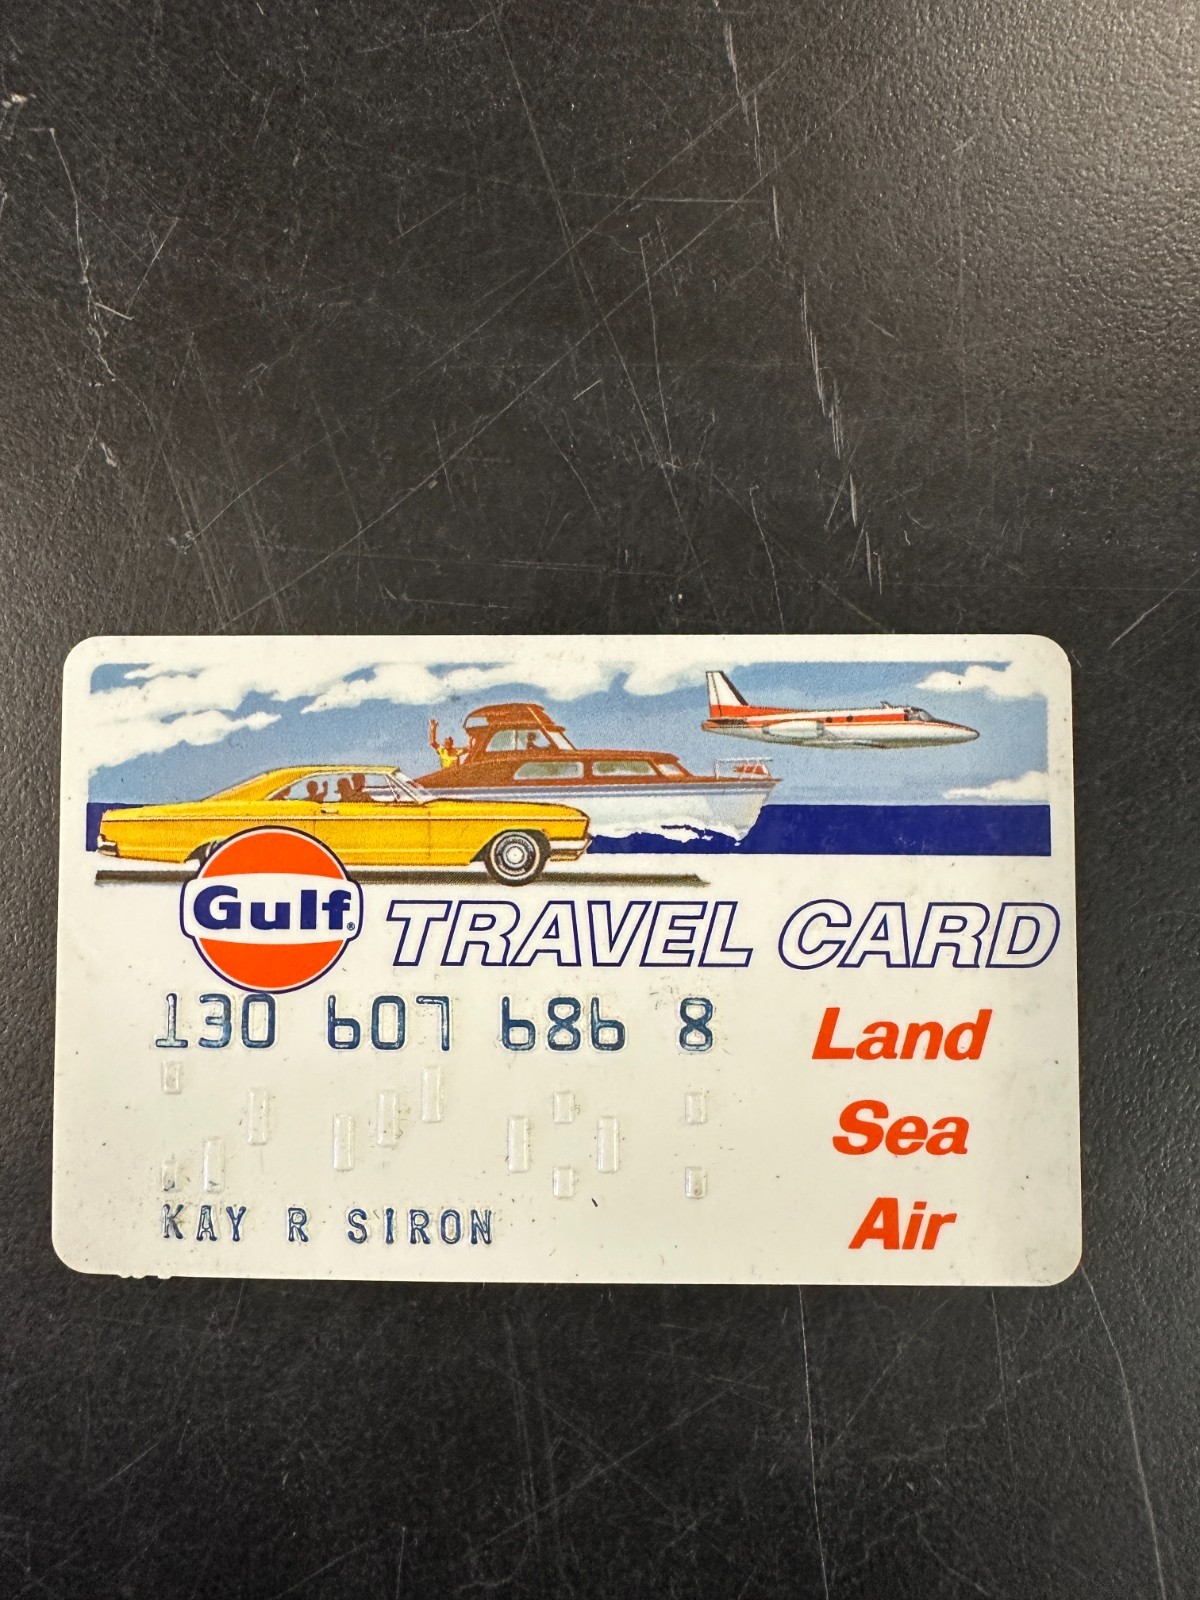 Gulf®
TRAVEL CARD
130 607 686 8
Land
Sea
Air
KAY R SIRON